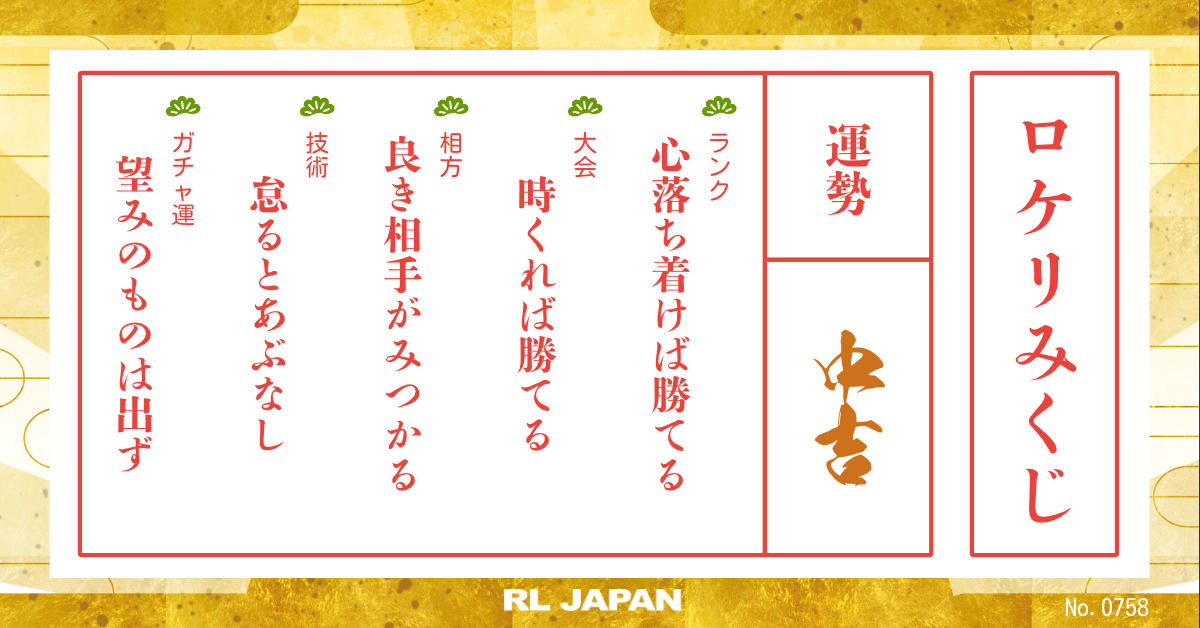 ロケリみくじ
運勢
中吉
ランク
心落ち着けば勝てる
大会
時くれば勝てる
相方
良き相手がみつかる
技術
怠るとあぶなし
ガチャ運
望みのものは出ず
RL JAPAN
No. 0758